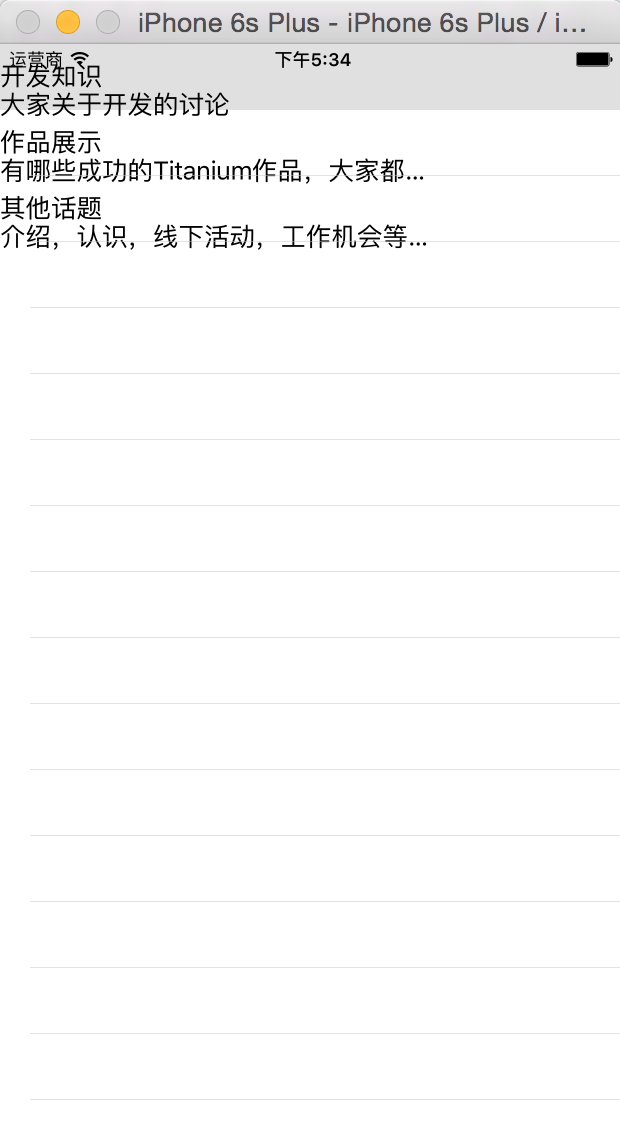 iPhone 6s Plus - iPhone 6s Plus / i...
运营商 下午5:34
开发知识
大家关于开发的讨论
作品展示
有哪些成功的Titanium作品，大家都...
其他话题
介绍，认识，线下活动，工作机会等...